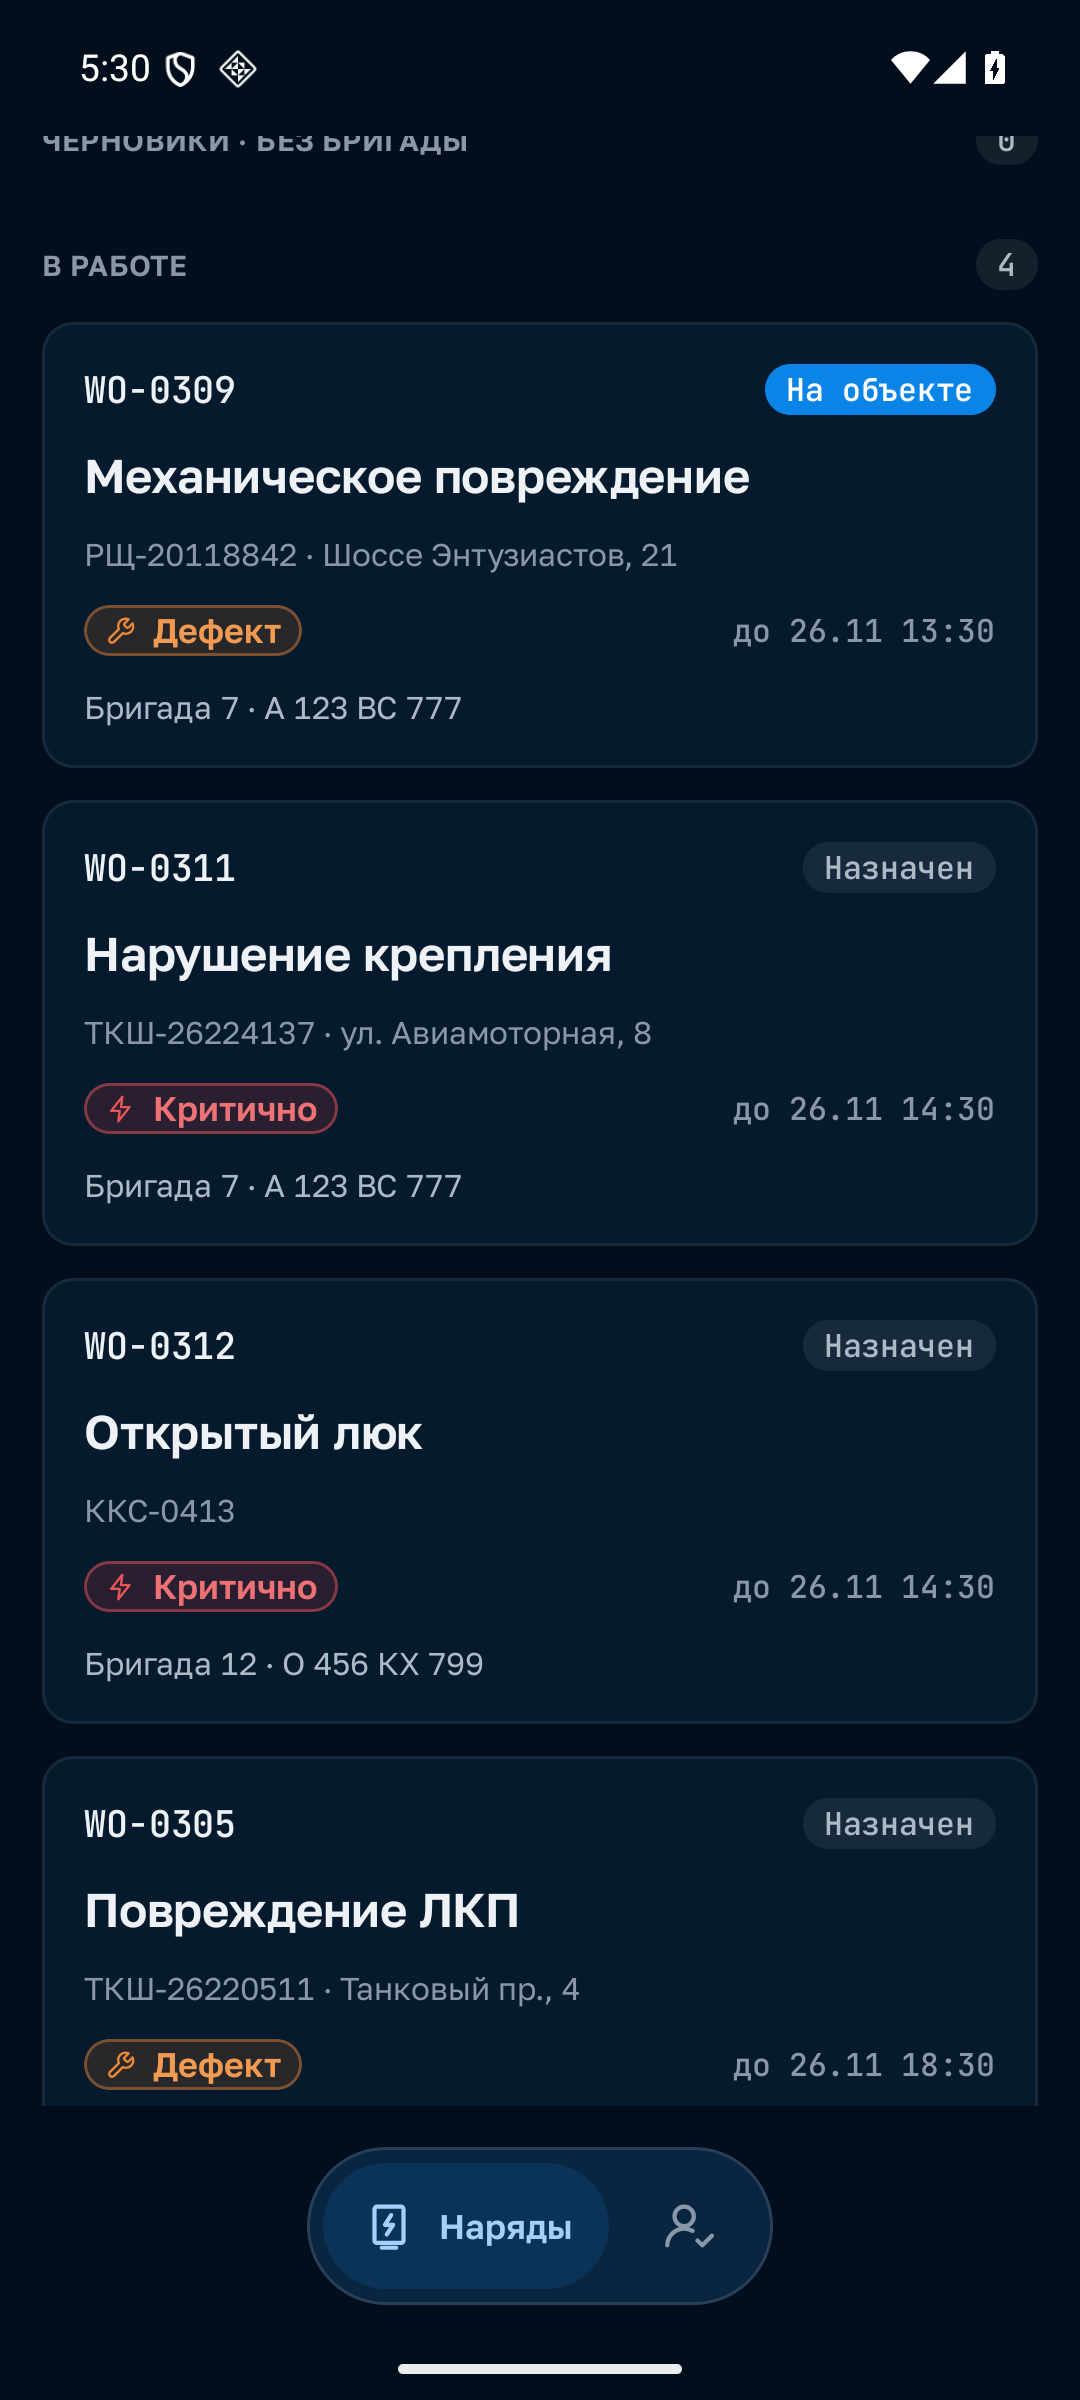 5:30
ЧЕРНОВИКИ · БЕЗ БРИГАДЫ 0
В РАБОТЕ 4
WO-0309 На объекте
Механическое повреждение
РЩ-20118842 · Шоссе Энтузиастов, 21
Дефект до 26.11 13:30
Бригада 7 · А 123 ВС 777
WO-0311 Назначен
Нарушение крепления
ТКШ-26224137 · ул. Авиамоторная, 8
Критично до 26.11 14:30
Бригада 7 · А 123 ВС 777
WO-0312 Назначен
Открытый люк
ККС-0413
Критично до 26.11 14:30
Бригада 12 · О 456 КХ 799
WO-0305 Назначен
Повреждение ЛКП
ТКШ-26220511 · Танковый пр., 4
Дефект до 26.11 18:30
Наряды